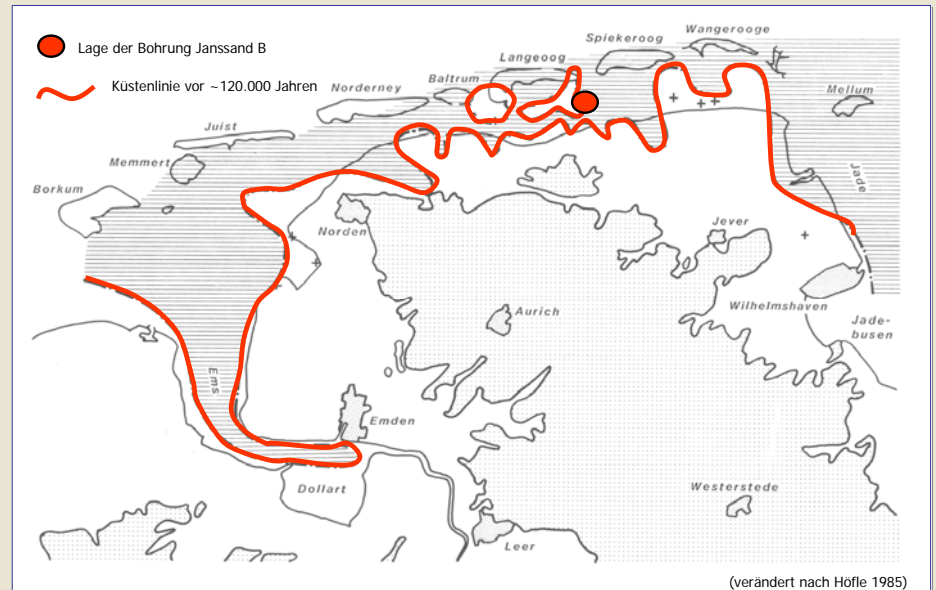 Lage der Bohrung Janssand B
Küstenlinie vor ~120.000 Jahren
Wangerooge
Spiekeroog
Langeoog
Baltrum
Norderney
Mellum
Juist
Memmert
Borkum
Jade
Norden
Jever
Aurich
Wilhelmshaven
Jade-
busen
Ems
Emden
Dollart
Westerstede
Leer
(verändert nach Höfle 1985)